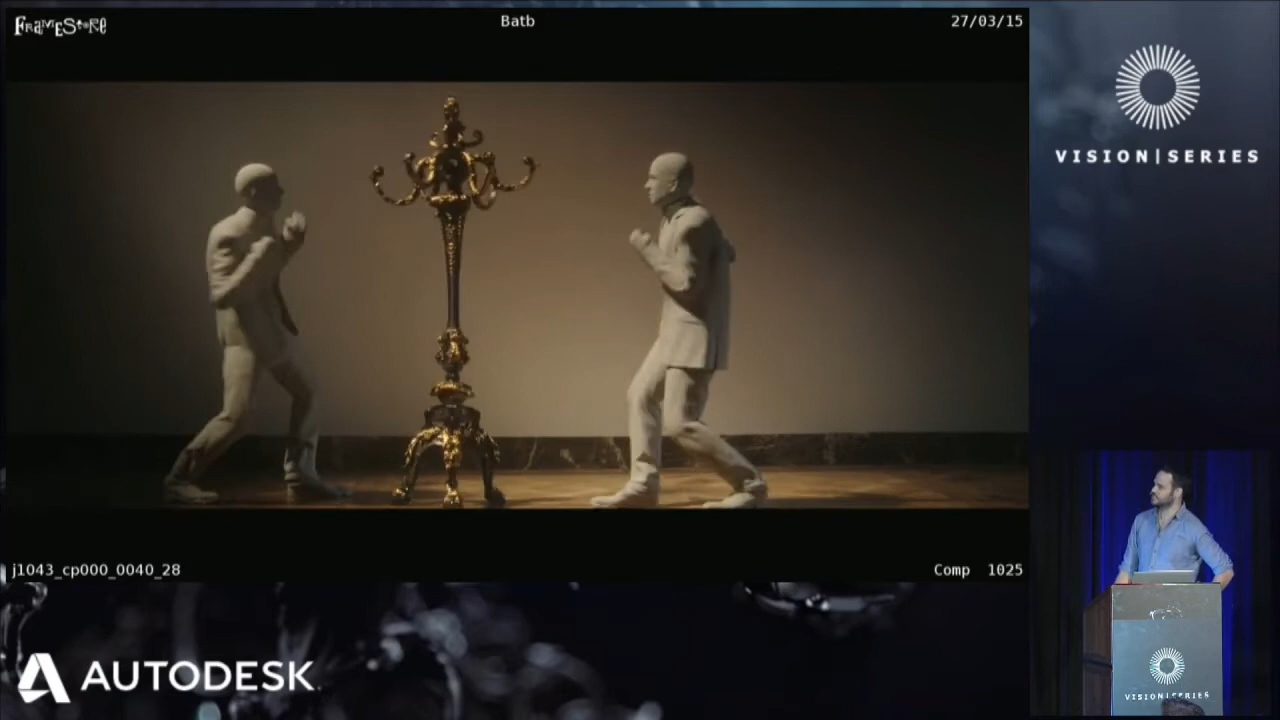 FRAMESTORE
Batb
27/03/15
VISION|SERIES
j1043_cp000_0040_28
Comp 1025
AUTODESK
VISION|SERIES